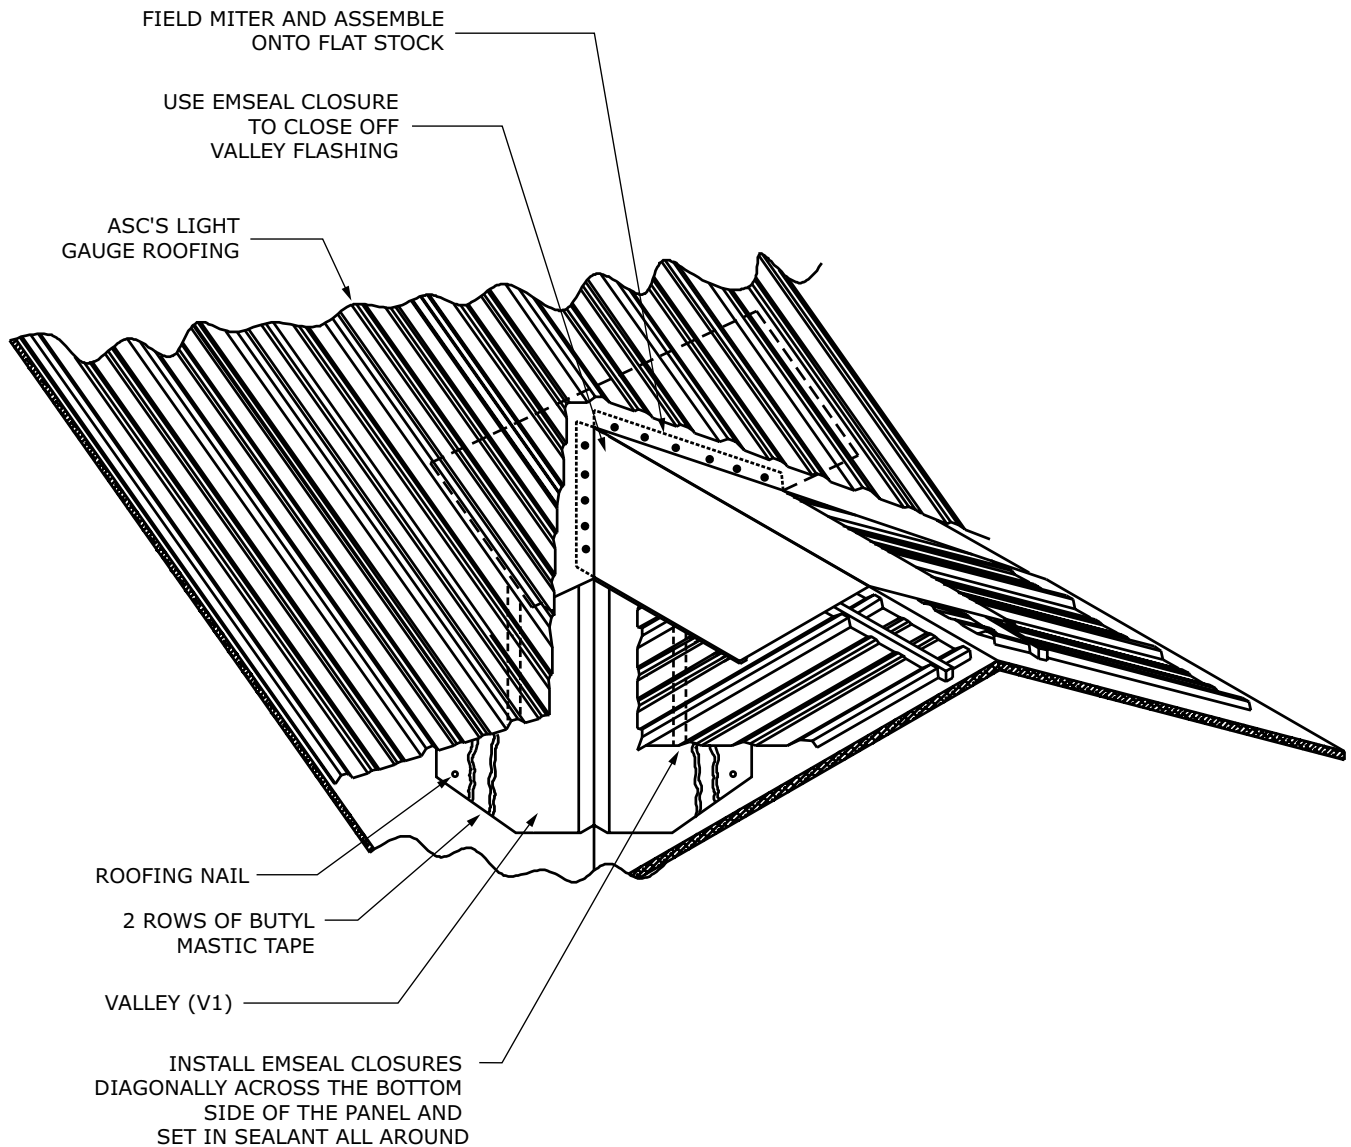 FIELD MITER AND ASSEMBLE
ONTO FLAT STOCK
USE EMSEAL CLOSURE
TO CLOSE OFF
VALLEY FLASHING
ASC'S LIGHT
GAUGE ROOFING
ROOFING NAIL
2 ROWS OF BUTYL
MASTIC TAPE
VALLEY (V1)
INSTALL EMSEAL CLOSURES
DIAGONALLY ACROSS THE BOTTOM
SIDE OF THE PANEL AND
SET IN SEALANT ALL AROUND